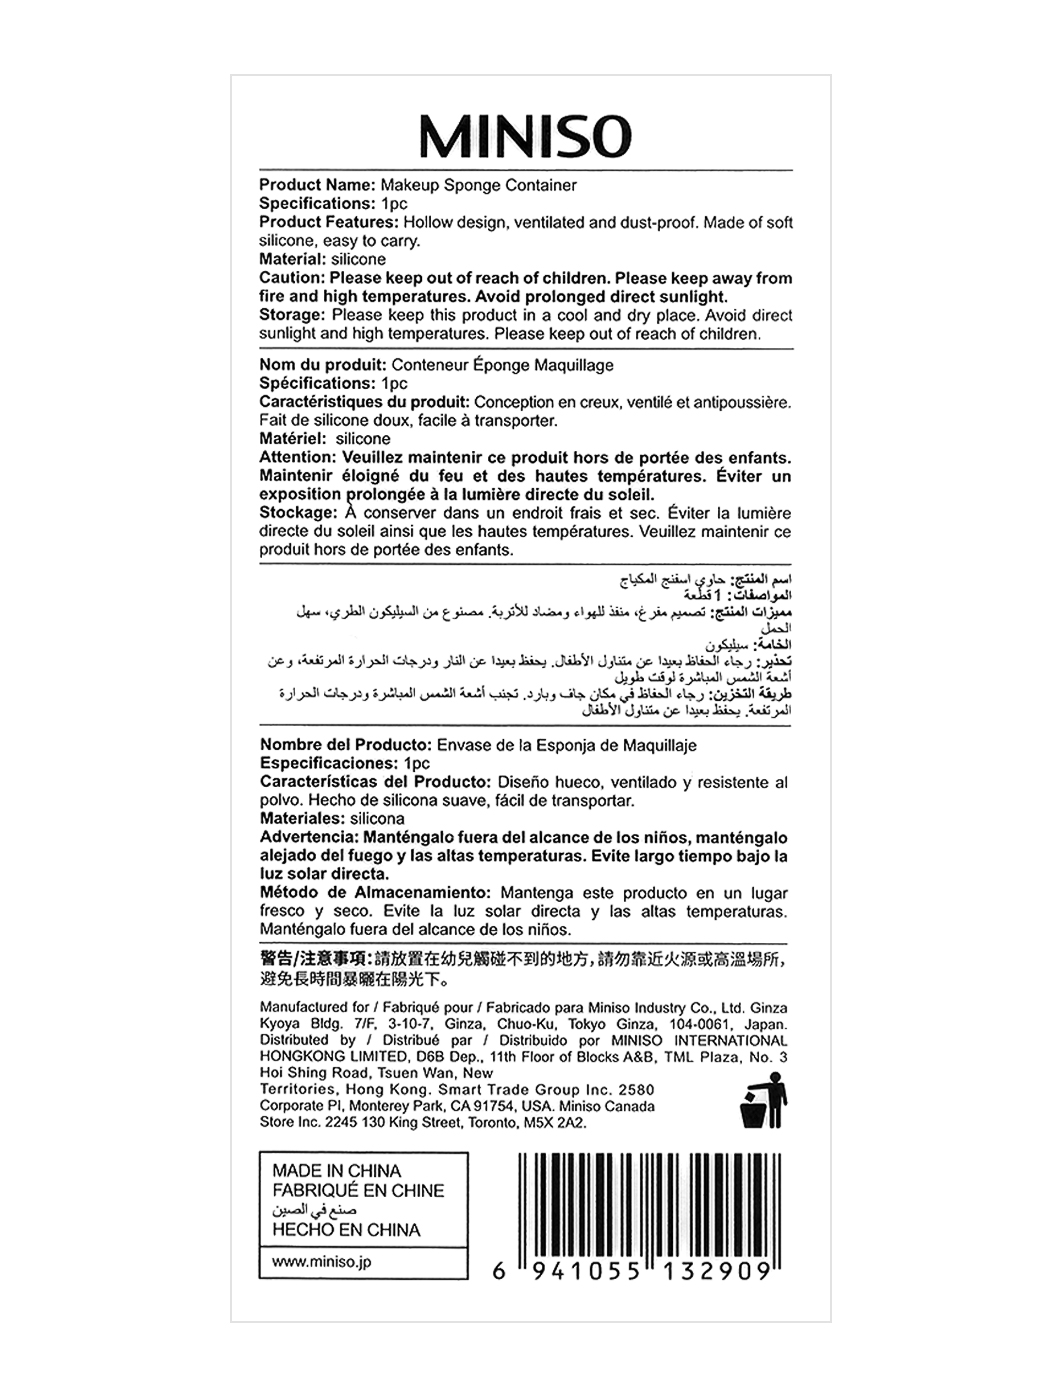 MINISO
Product Name: Makeup Sponge Container
Specifications: 1pc
Product Features: Hollow design, ventilated and dust-proof. Made of soft
silicone, easy to carry.
Material: silicone
Caution: Please keep out of reach of children. Please keep away from
fire and high temperatures. Avoid prolonged direct sunlight.
Storage: Please keep this product in a cool and dry place. Avoid direct
sunlight and high temperatures. Please keep out of reach of children.
Nom du produit: Conteneur Éponge Maquillage
Spécifications: 1pc
Caractéristiques du produit: Conception en creux, ventilé et antipoussière.
Fait de silicone doux, facile à transporter.
Matériel: silicone
Attention: Veuillez maintenir ce produit hors de portée des enfants.
Maintenir éloigné du feu et des hautes températures. Éviter un
exposition prolongée à la lumière directe du soleil.
Stockage: À conserver dans un endroit frais et sec. Éviter la lumière
directe du soleil ainsi que les hautes températures. Veuillez maintenir ce
produit hors de portée des enfants.
اسم المنتج: حاوي اسفنج المكياج
المواصفات: 1 قطعة
مميزات المنتج: تصميم مفرغ، منفذ للهواء ومضاد للأتربة. مصنوع من السيليكون الطري، سهل
الحمل
الخامة: سيليكون
تحذير: رجاء الحفاظ بعيدا عن متناول الأطفال. يحفظ بعيدا عن النار ودرجات الحرارة المرتفعة، وعن
أشعة الشمس المباشرة لوقت طويل
طريقة التخزين: رجاء الحفاظ في مكان جاف وبارد. تجنب أشعة الشمس المباشرة ودرجات الحرارة
المرتفعة. يحفظ بعيدا عن متناول الأطفال
Nombre del Producto: Envase de la Esponja de Maquillaje
Especificaciones: 1pc
Características del Producto: Diseño hueco, ventilado y resistente al
polvo. Hecho de silicona suave, fácil de transportar.
Materiales: silicona
Advertencia: Manténgalo fuera del alcance de los niños, manténgalo
alejado del fuego y las altas temperaturas. Evite largo tiempo bajo la
luz solar directa.
Método de Almacenamiento: Mantenga este producto en un lugar
fresco y seco. Evite la luz solar directa y las altas temperaturas.
Manténgalo fuera del alcance de los niños.
警告/注意事項:請放置在幼兒觸碰不到的地方,請勿靠近火源或高溫場所,
避免長時間暴曬在陽光下。
Manufactured for / Fabriqué pour / Fabricado para Miniso Industry Co., Ltd. Ginza
Kyoya Bldg. 7/F, 3-10-7, Ginza, Chuo-Ku, Tokyo Ginza, 104-0061, Japan.
Distributed by / Distribué par / Distribuido por MINISO INTERNATIONAL
HONGKONG LIMITED, D6B Dep., 11th Floor of Blocks A&B, TML Plaza, No. 3
Hoi Shing Road, Tsuen Wan, New
Territories, Hong Kong. Smart Trade Group Inc. 2580
Corporate Pl, Monterey Park, CA 91754, USA. Miniso Canada
Store Inc. 2245 130 King Street, Toronto, M5X 2A2.
MADE IN CHINA
FABRIQUÉ EN CHINE
صنع في الصين
HECHO EN CHINA
www.miniso.jp
6 941055 132909